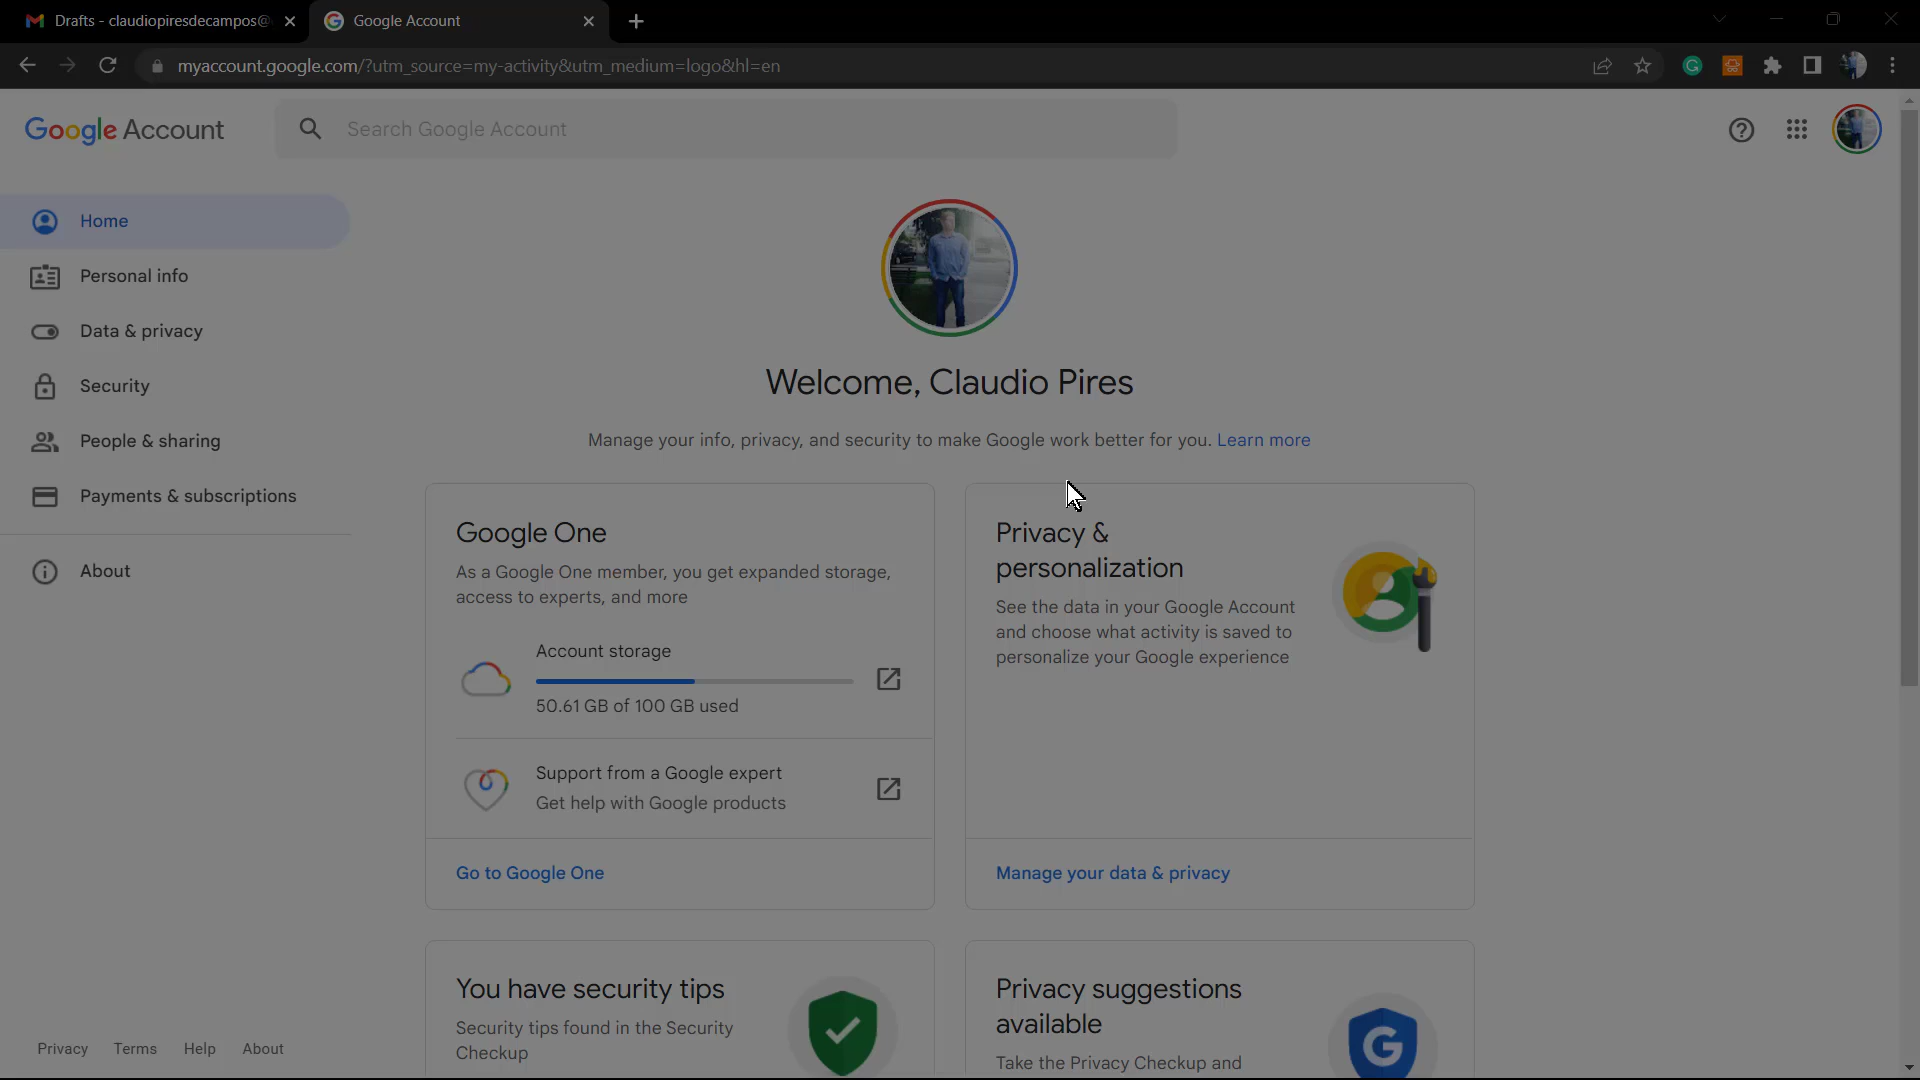 Drafts - claudiopiresdecampos@
Google Account
myaccount.google.com/?utm_source=my-activity&utm_medium=logo&hl=en
Google Account
Search Google Account
Home
Personal info
Data & privacy
Security
People & sharing
Payments & subscriptions
About
Welcome, Claudio Pires
Manage your info, privacy, and security to make Google work better for you. Learn more
Google One
As a Google One member, you get expanded storage,
access to experts, and more
Account storage
50.61 GB of 100 GB used
Support from a Google expert
Get help with Google products
Go to Google One
Privacy &
personalization
See the data in your Google Account
and choose what activity is saved to
personalize your Google experience
Manage your data & privacy
You have security tips
Security tips found in the Security
Checkup
Privacy suggestions
available
Take the Privacy Checkup and
Privacy Terms Help About